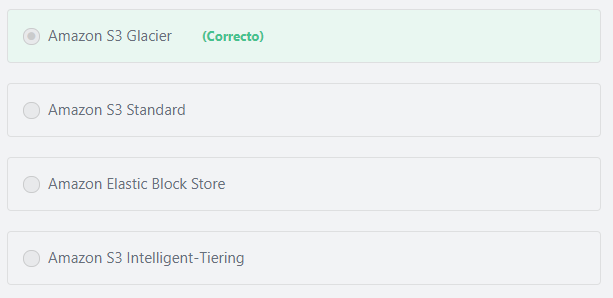 Amazon S3 Glacier (Correcto)
Amazon S3 Standard
Amazon Elastic Block Store
Amazon S3 Intelligent-Tiering